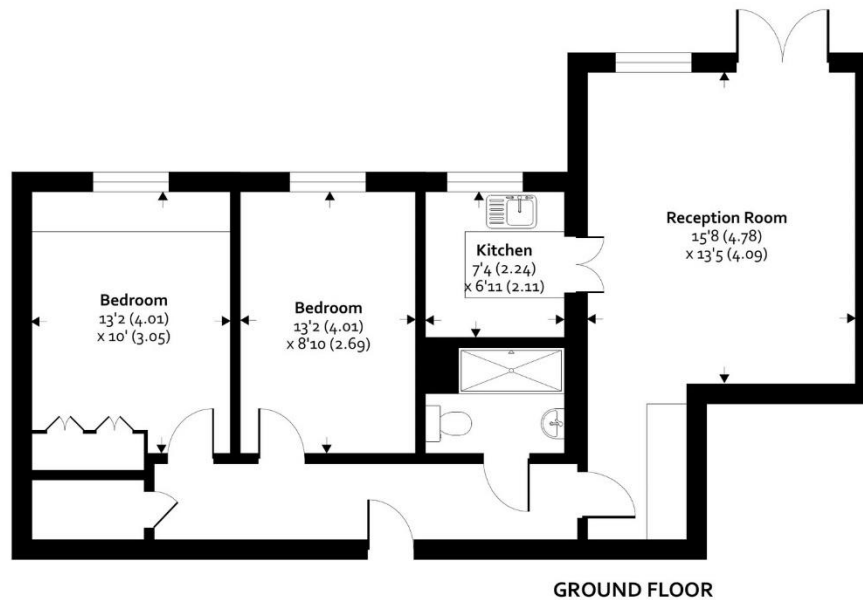 Reception Room
15'8 (4.78)
x 13'5 (4.09)
Kitchen
7'4 (2.24)
x 6'11 (2.11)
Bedroom
13'2 (4.01)
x 10' (3.05)
Bedroom
13'2 (4.01)
x 8'10 (2.69)
GROUND FLOOR